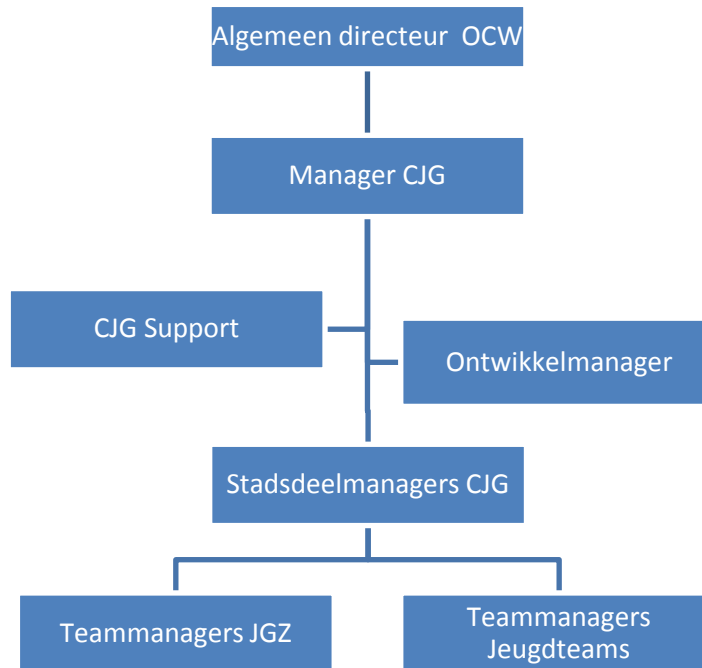 Algemeen directeur OCW
Manager CJG
CJG Support
Ontwikkelmanager
Stadsdeelmanagers CJG
Teammanagers JGZ
Teammanagers
Jeugdteams